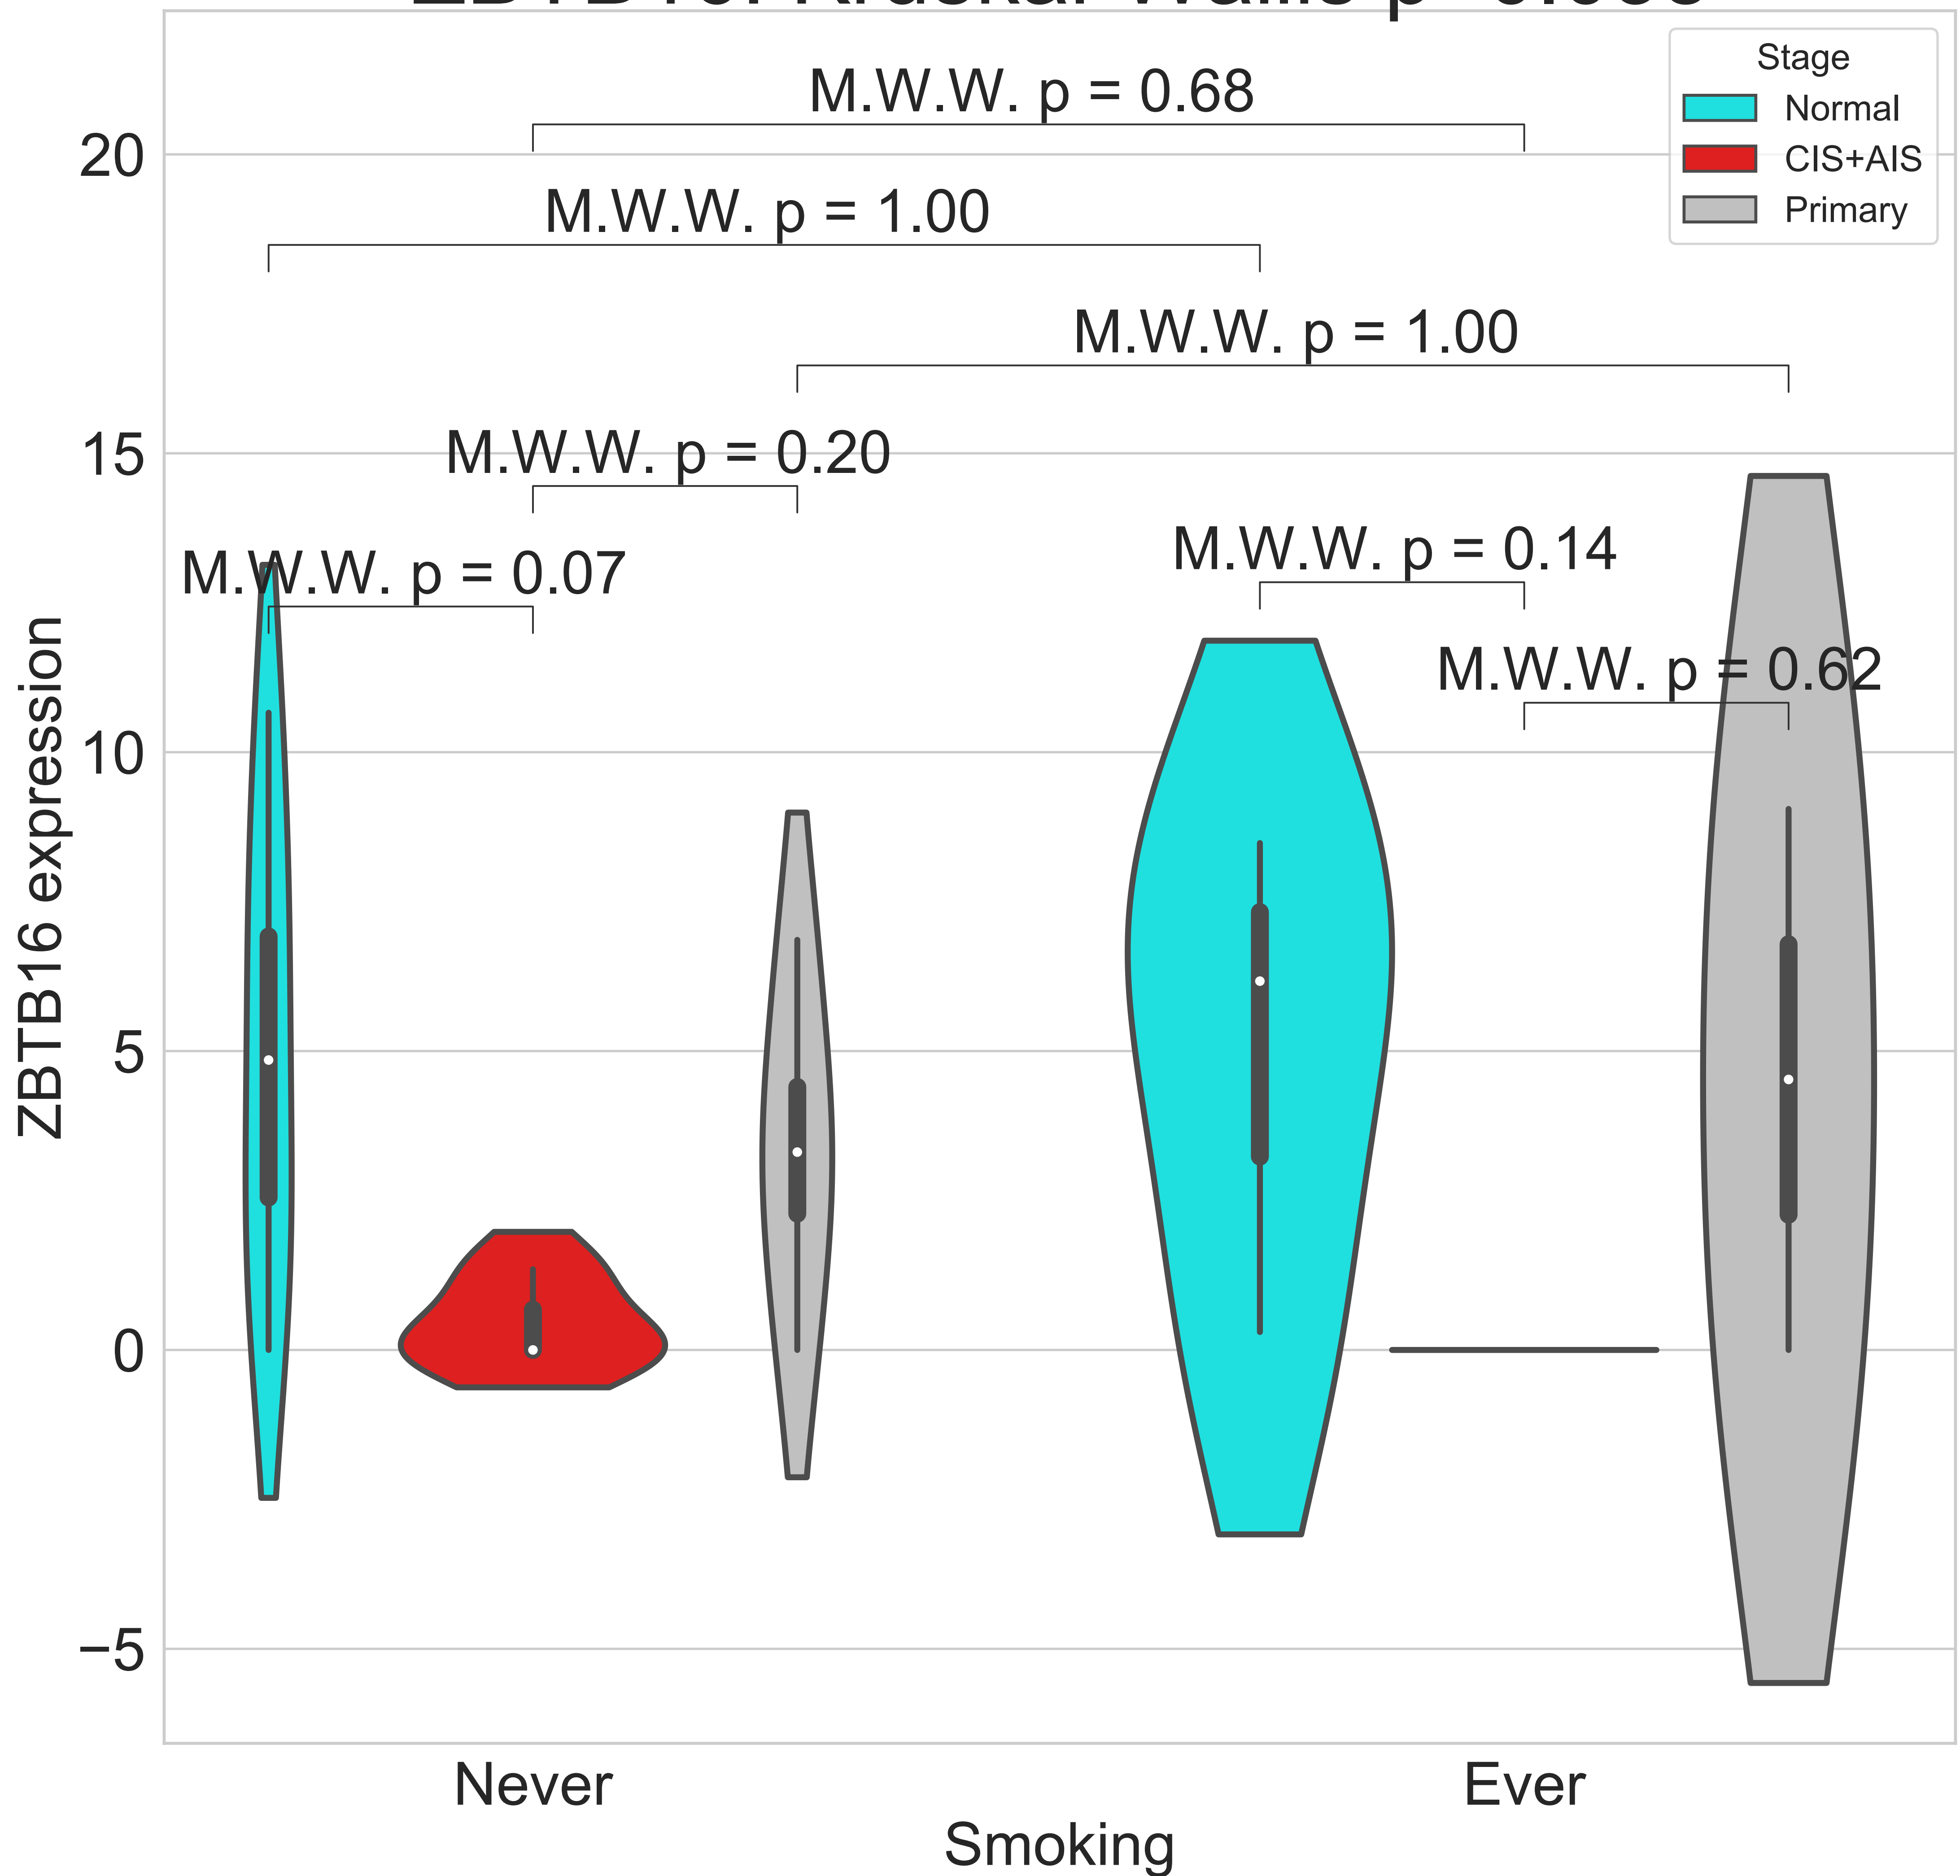 Stage
Normal
CIS+AIS
Primary
M.W.W. p = 0.68
M.W.W. p = 1.00
M.W.W. p = 1.00
M.W.W. p = 0.20
M.W.W. p = 0.07
M.W.W. p = 0.14
M.W.W. p = 0.62
20
15
10
5
0
−5
ZBTB16 expression
Never
Ever
Smoking